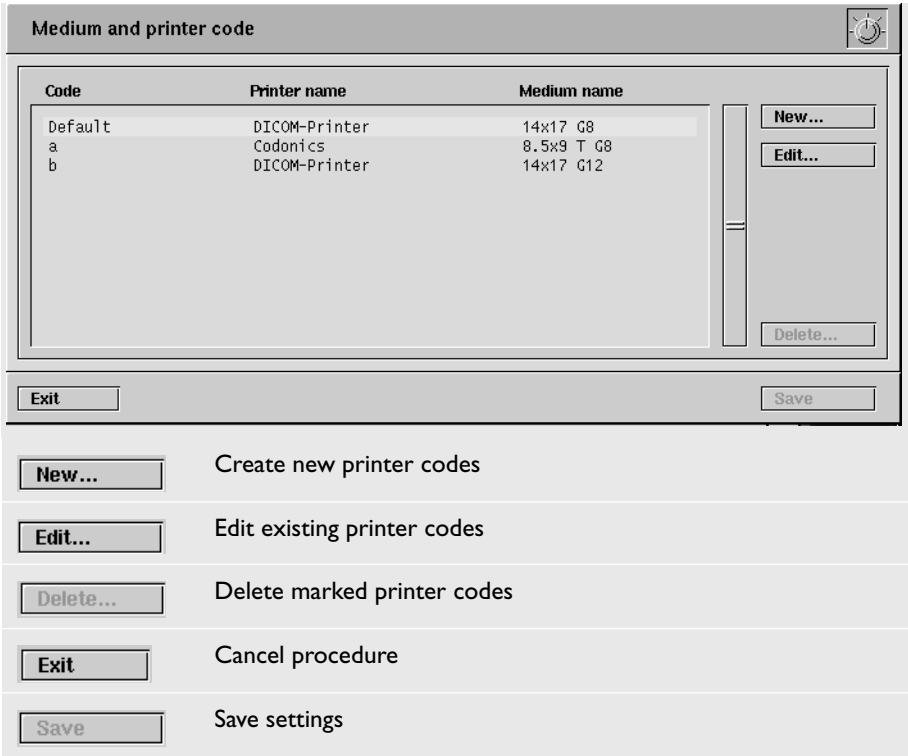 Medium and printer code
Code Printer name Medium name
Default DICOM-Printer 14x17 G8
a Codonics 8.5x9 T G8
b DICOM-Printer 14x17 G12
New...
Edit...
Delete...
Exit Save
New... Create new printer codes
Edit... Edit existing printer codes
Delete... Delete marked printer codes
Exit Cancel procedure
Save Save settings